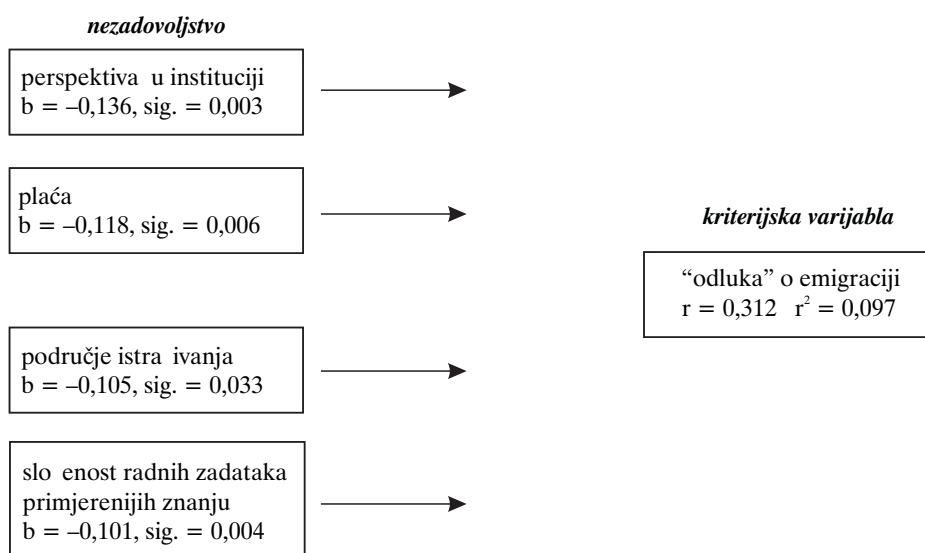 nezadovoljstvo
perspektiva u instituciji
b = –0,136, sig. = 0,003
plaća
b = –0,118, sig. = 0,006
kriterijska varijabla
“odluka” o emigraciji
r = 0,312 r² = 0,097
područje istra ivanja
b = –0,105, sig. = 0,033
slo enost radnih zadataka
primjerenijih znanju
b = –0,101, sig. = 0,004